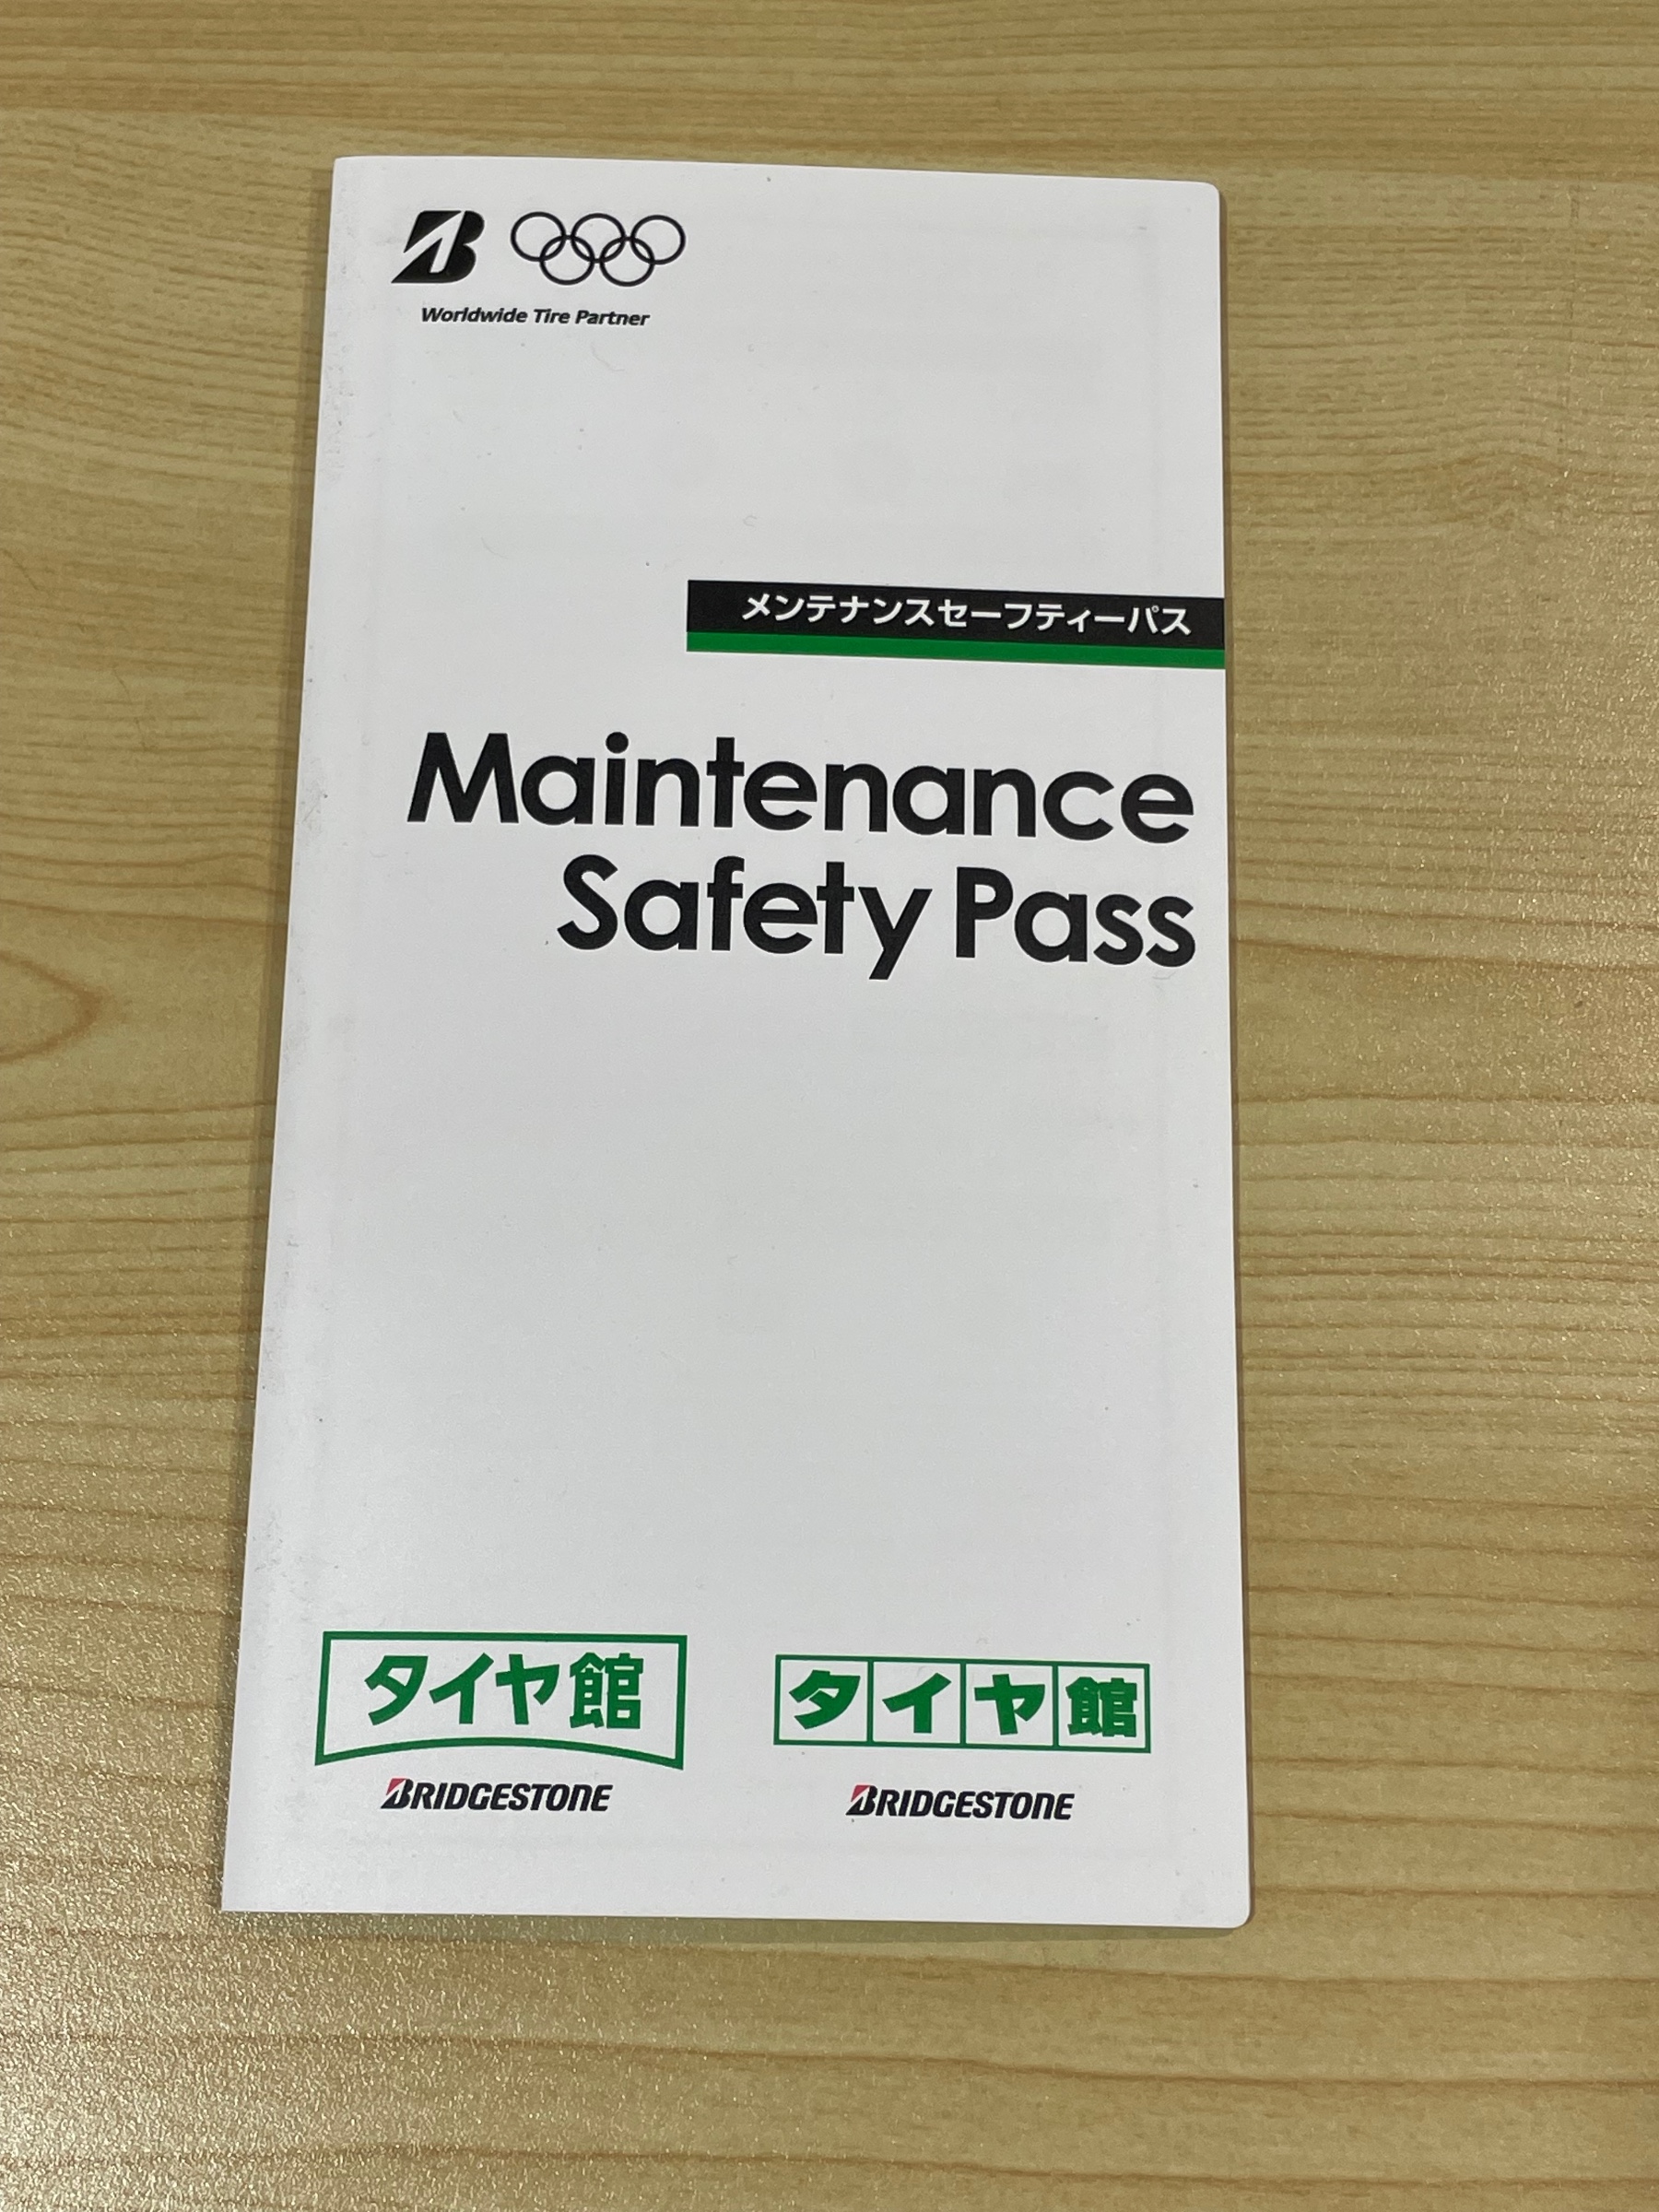 Worldwide Tire Partner
メンテナンスセーフティーパス
Maintenance
Safety Pass
タイヤ館
BRIDGESTONE
タイヤ館
BRIDGESTONE